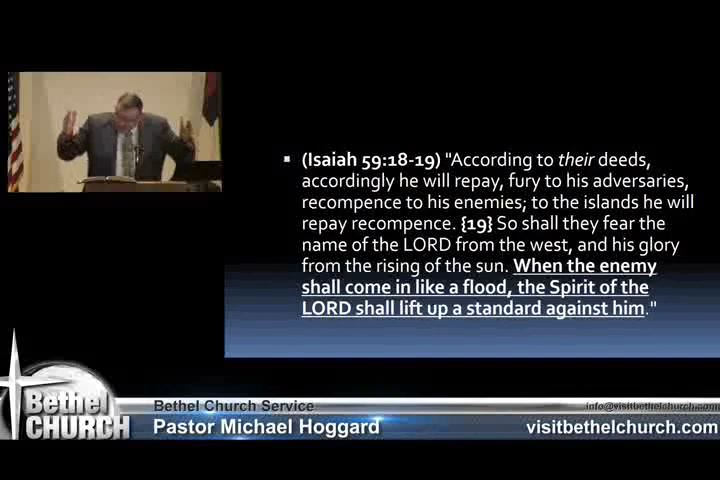 ▪ (Isaiah 59:18-19) "According to their deeds,
accordingly he will repay, fury to his adversaries,
recompence to his enemies; to the islands he will
repay recompence. {19} So shall they fear the
name of the LORD from the west, and his glory
from the rising of the sun. When the enemy
shall come in like a flood, the Spirit of the
LORD shall lift up a standard against him."
Bethel
CHURCH
Bethel Church Service
info@visitbethelchurch.com
Pastor Michael Hoggard
visitbethelchurch.com